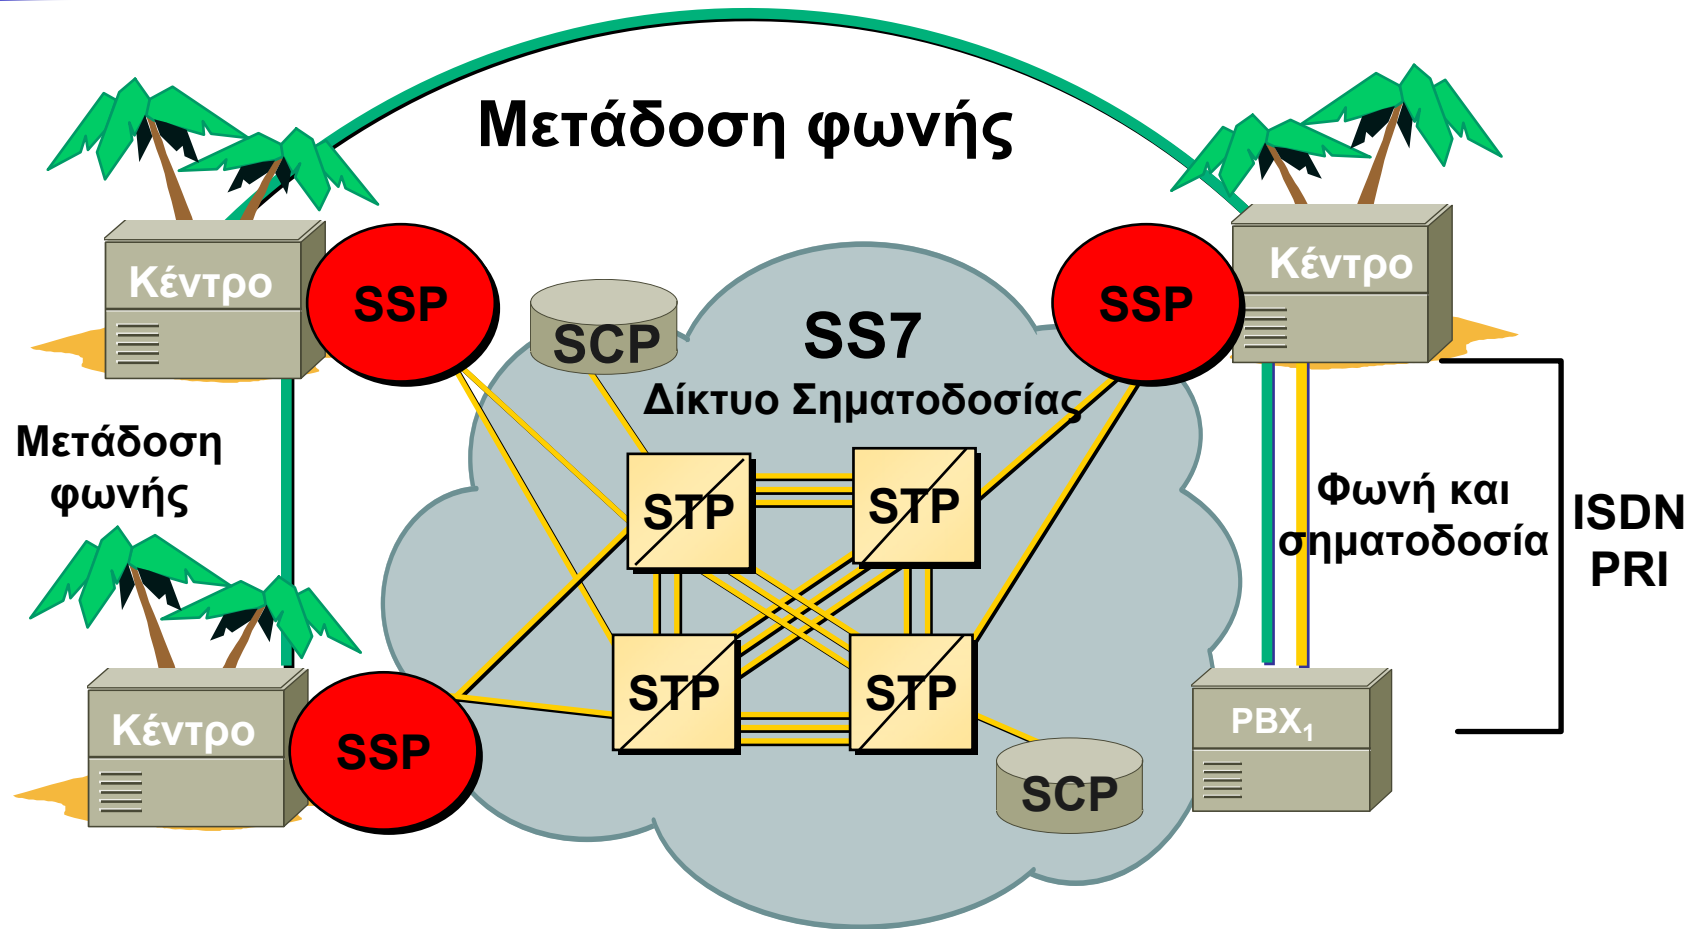 Μετάδοση φωνής
Κέντρο
SSP
SCP
SS7
Δίκτυο Σηματοδοσίας
SSP
Κέντρο
Μετάδοση
φωνής
STP
STP
Φωνή και
σηματοδοσία
ISDN
PRI
Κέντρο
SSP
STP
STP
SCP
PBX₁